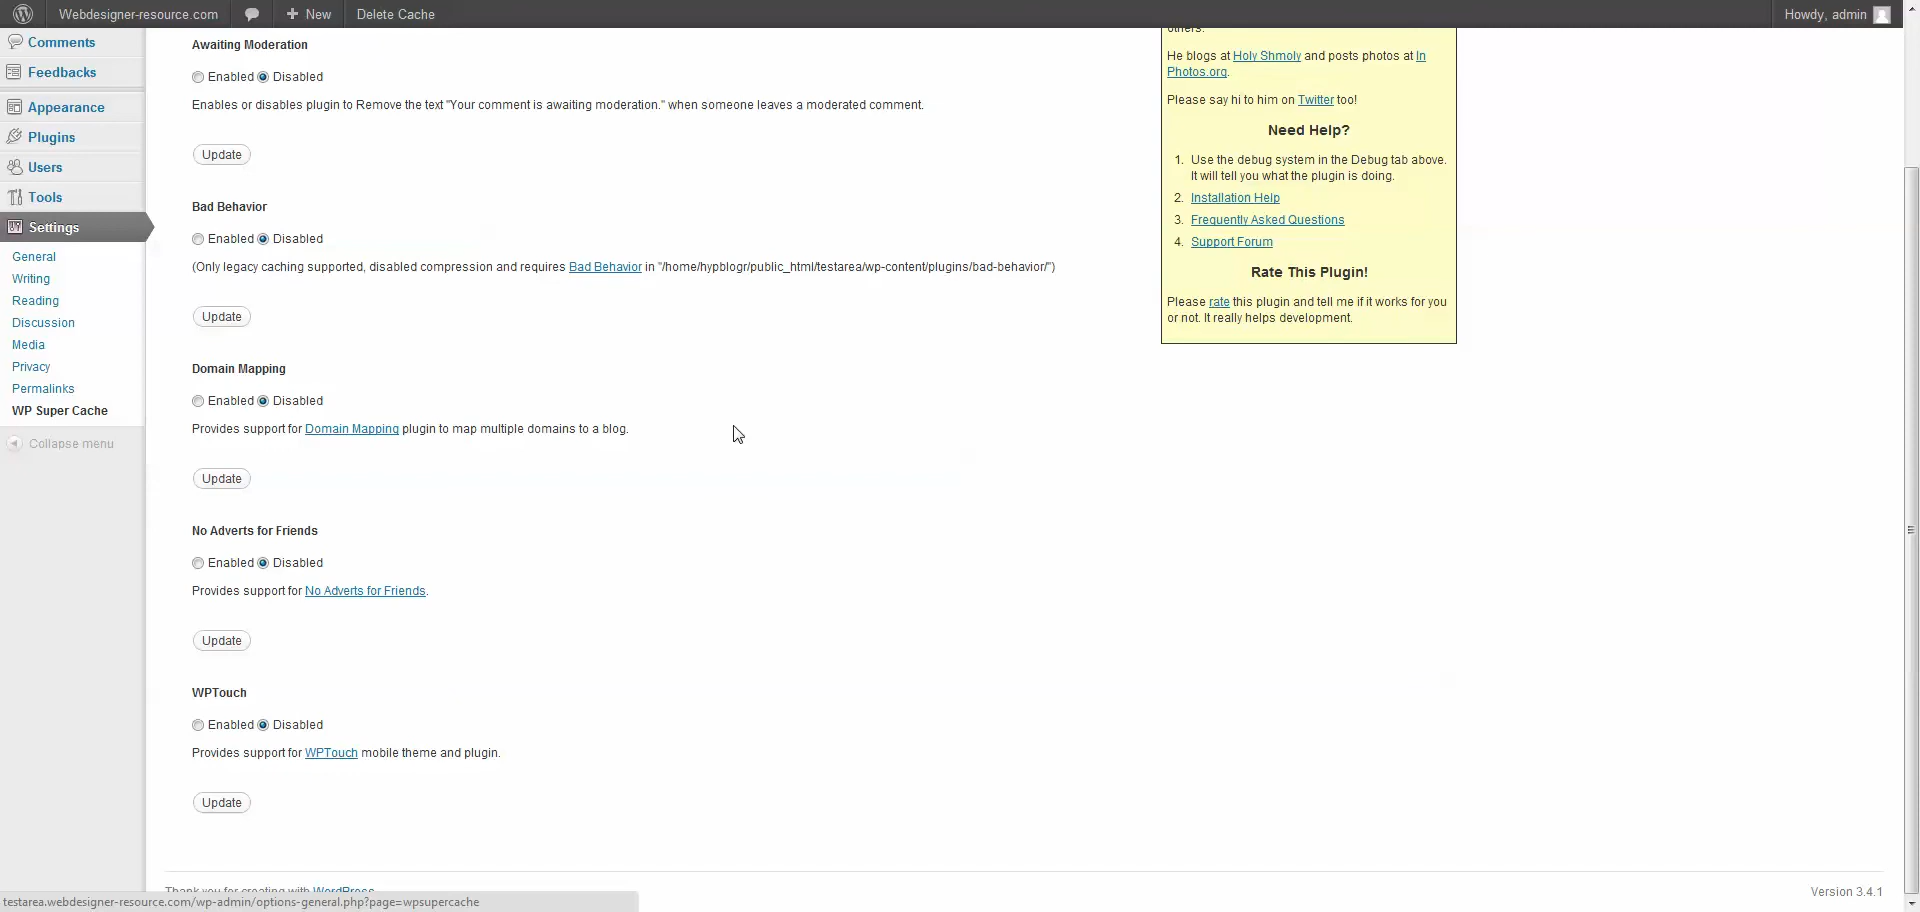 Webdesigner-resource.com
New
Delete Cache
Howdy, admin
Comments
Feedbacks
Appearance
Plugins
Users
Tools
Settings
General
Writing
Reading
Discussion
Media
Privacy
Permalinks
WP Super Cache
Collapse menu
Awaiting Moderation
Enabled Disabled
Enables or disables plugin to Remove the text "Your comment is awaiting moderation." when someone leaves a moderated comment.
Update
Bad Behavior
Enabled Disabled
(Only legacy caching supported, disabled compression and requires Bad Behavior in "/home/hypblogr/public_html/testarea/wp-content/plugins/bad-behavior/")
Update
Domain Mapping
Enabled Disabled
Provides support for Domain Mapping plugin to map multiple domains to a blog.
Update
No Adverts for Friends
Enabled Disabled
Provides support for No Adverts for Friends.
Update
WPTouch
Enabled Disabled
Provides support for WPTouch mobile theme and plugin.
Update
others.
He blogs at Holy Shmoly and posts photos at In
Photos.org.
Please say hi to him on Twitter too!
Need Help?
1. Use the debug system in the Debug tab above.
It will tell you what the plugin is doing.
2. Installation Help
3. Frequently Asked Questions
4. Support Forum
Rate This Plugin!
Please rate this plugin and tell me if it works for you
or not. It really helps development.
Thank you for creating with WordPress.
Version 3.4.1
testarea.webdesigner-resource.com/wp-admin/options-general.php?page=wpsupercache